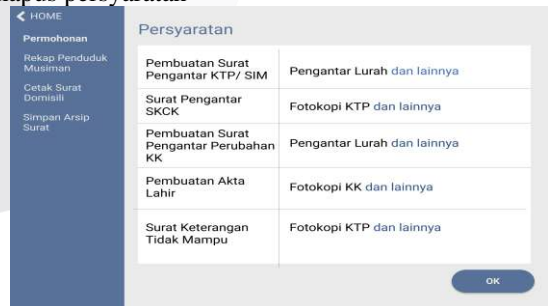 hapus persyaratan
HOME
Permohonan
Rekap Penduduk
Musiman
Cetak Surat
Domisili
Simpan Arsip
Surat
Persyaratan
Pembuatan Surat
Pengantar KTP/ SIM
Pengantar Lurah dan lainnya
Surat Pengantar
SKCK
Fotokopi KTP dan lainnya
Pembuatan Surat
Pengantar Perubahan
KK
Pengantar Lurah dan lainnya
Pembuatan Akta
Lahir
Fotokopi KK dan lainnya
Surat Keterangan
Tidak Mampu
Fotokopi KTP dan lainnya
OK